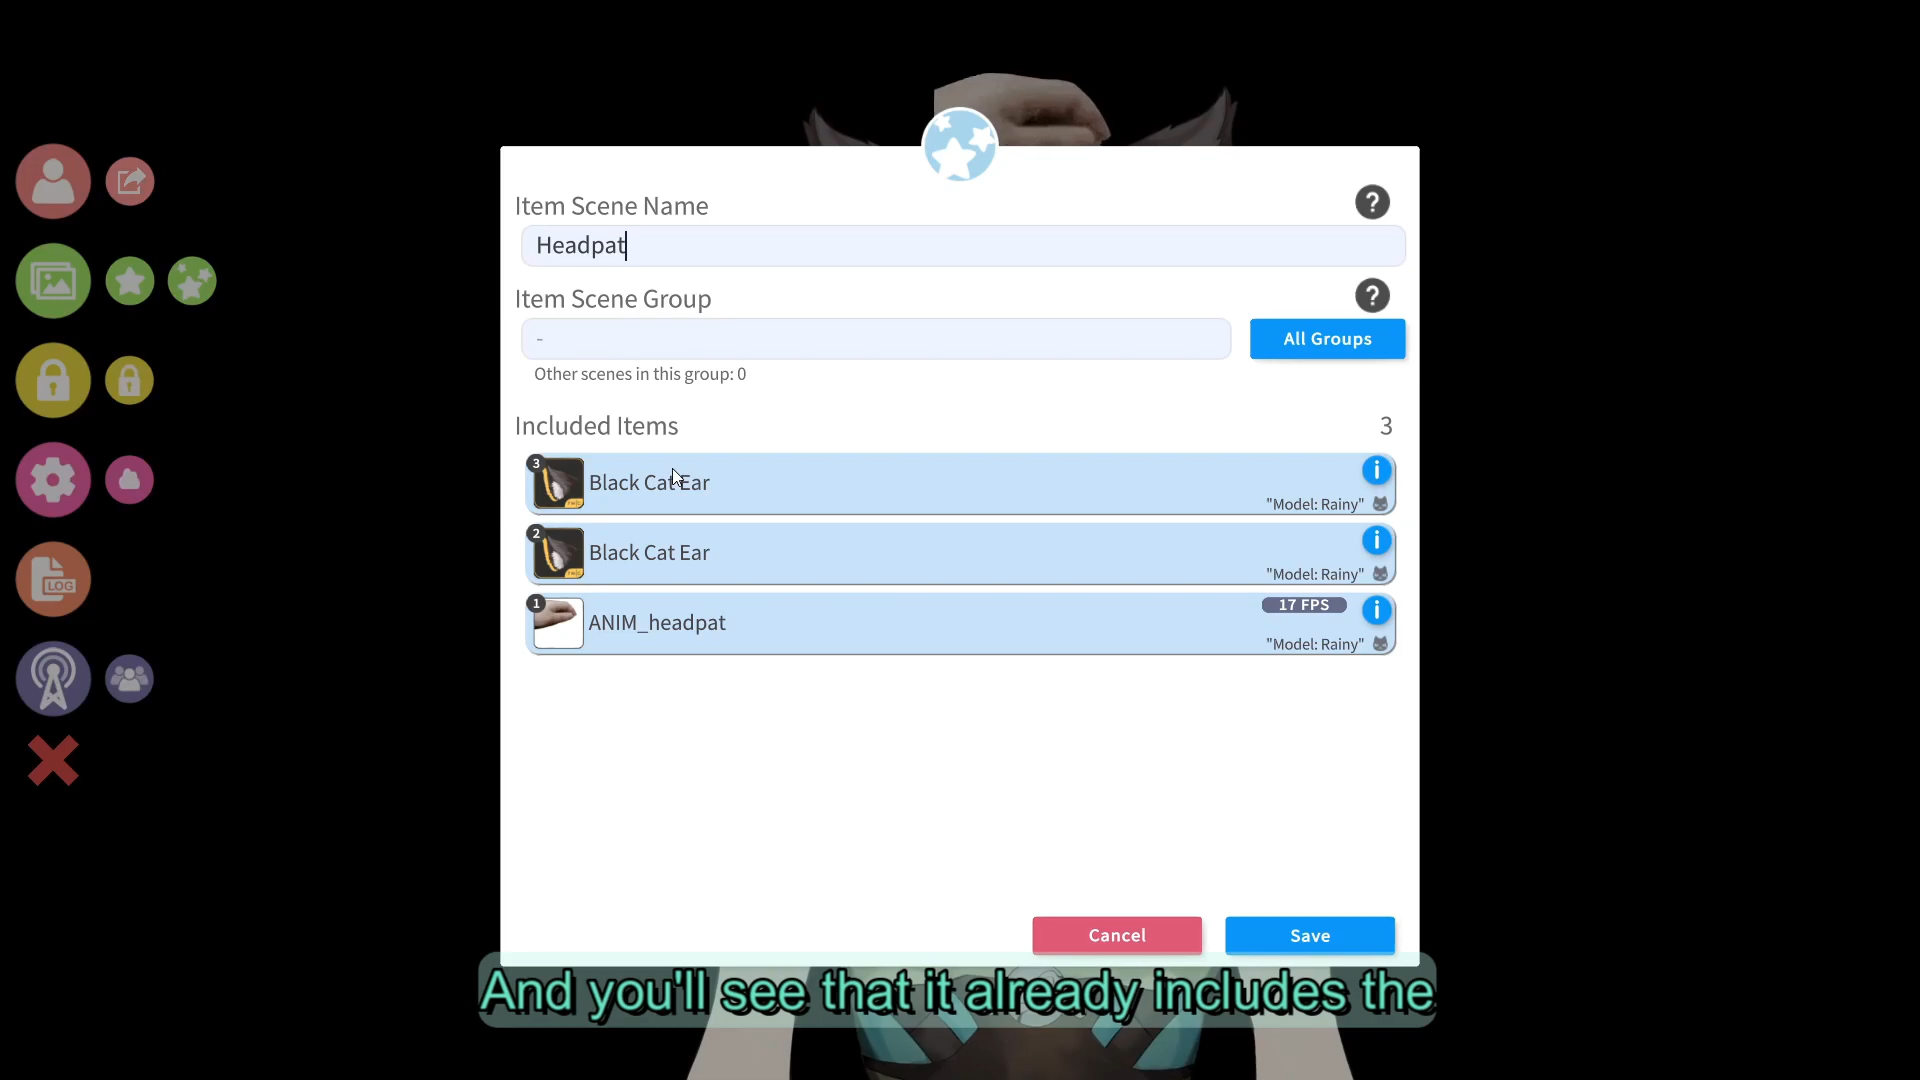 Item Scene Name
?
Headpat
Item Scene Group
?
-
All Groups
Other scenes in this group: 0
Included Items
3
3
Black Cat Ear
i
"Model: Rainy"
2
Black Cat Ear
i
"Model: Rainy"
1
ANIM_headpat
17 FPS
i
"Model: Rainy"
LOG
Cancel
Save
And you'll see that it already includes the